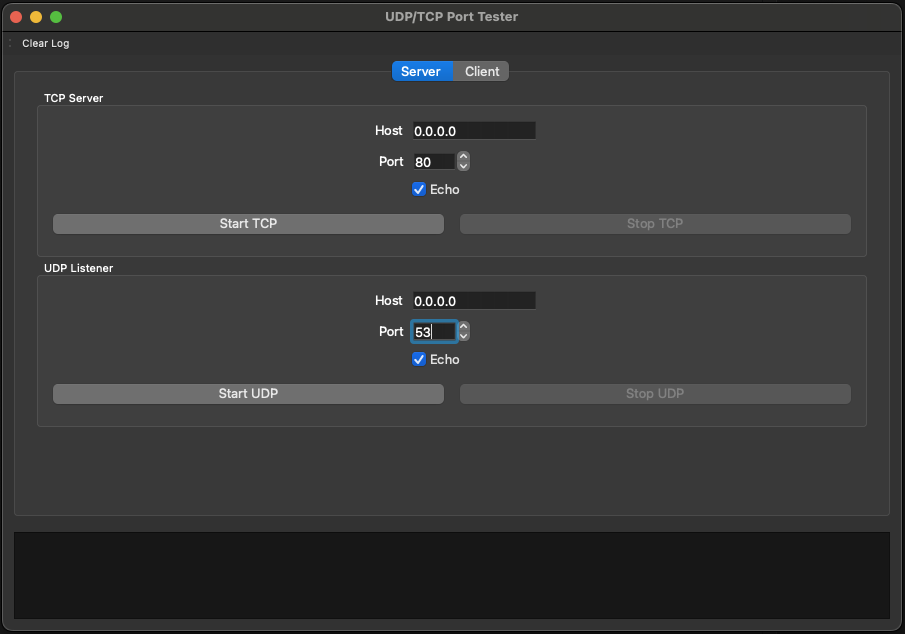 UDP/TCP Port Tester
Clear Log
Server Client
TCP Server
Host 0.0.0.0
Port 80
Echo
Start TCP Stop TCP
UDP Listener
Host 0.0.0.0
Port 53
Echo
Start UDP Stop UDP